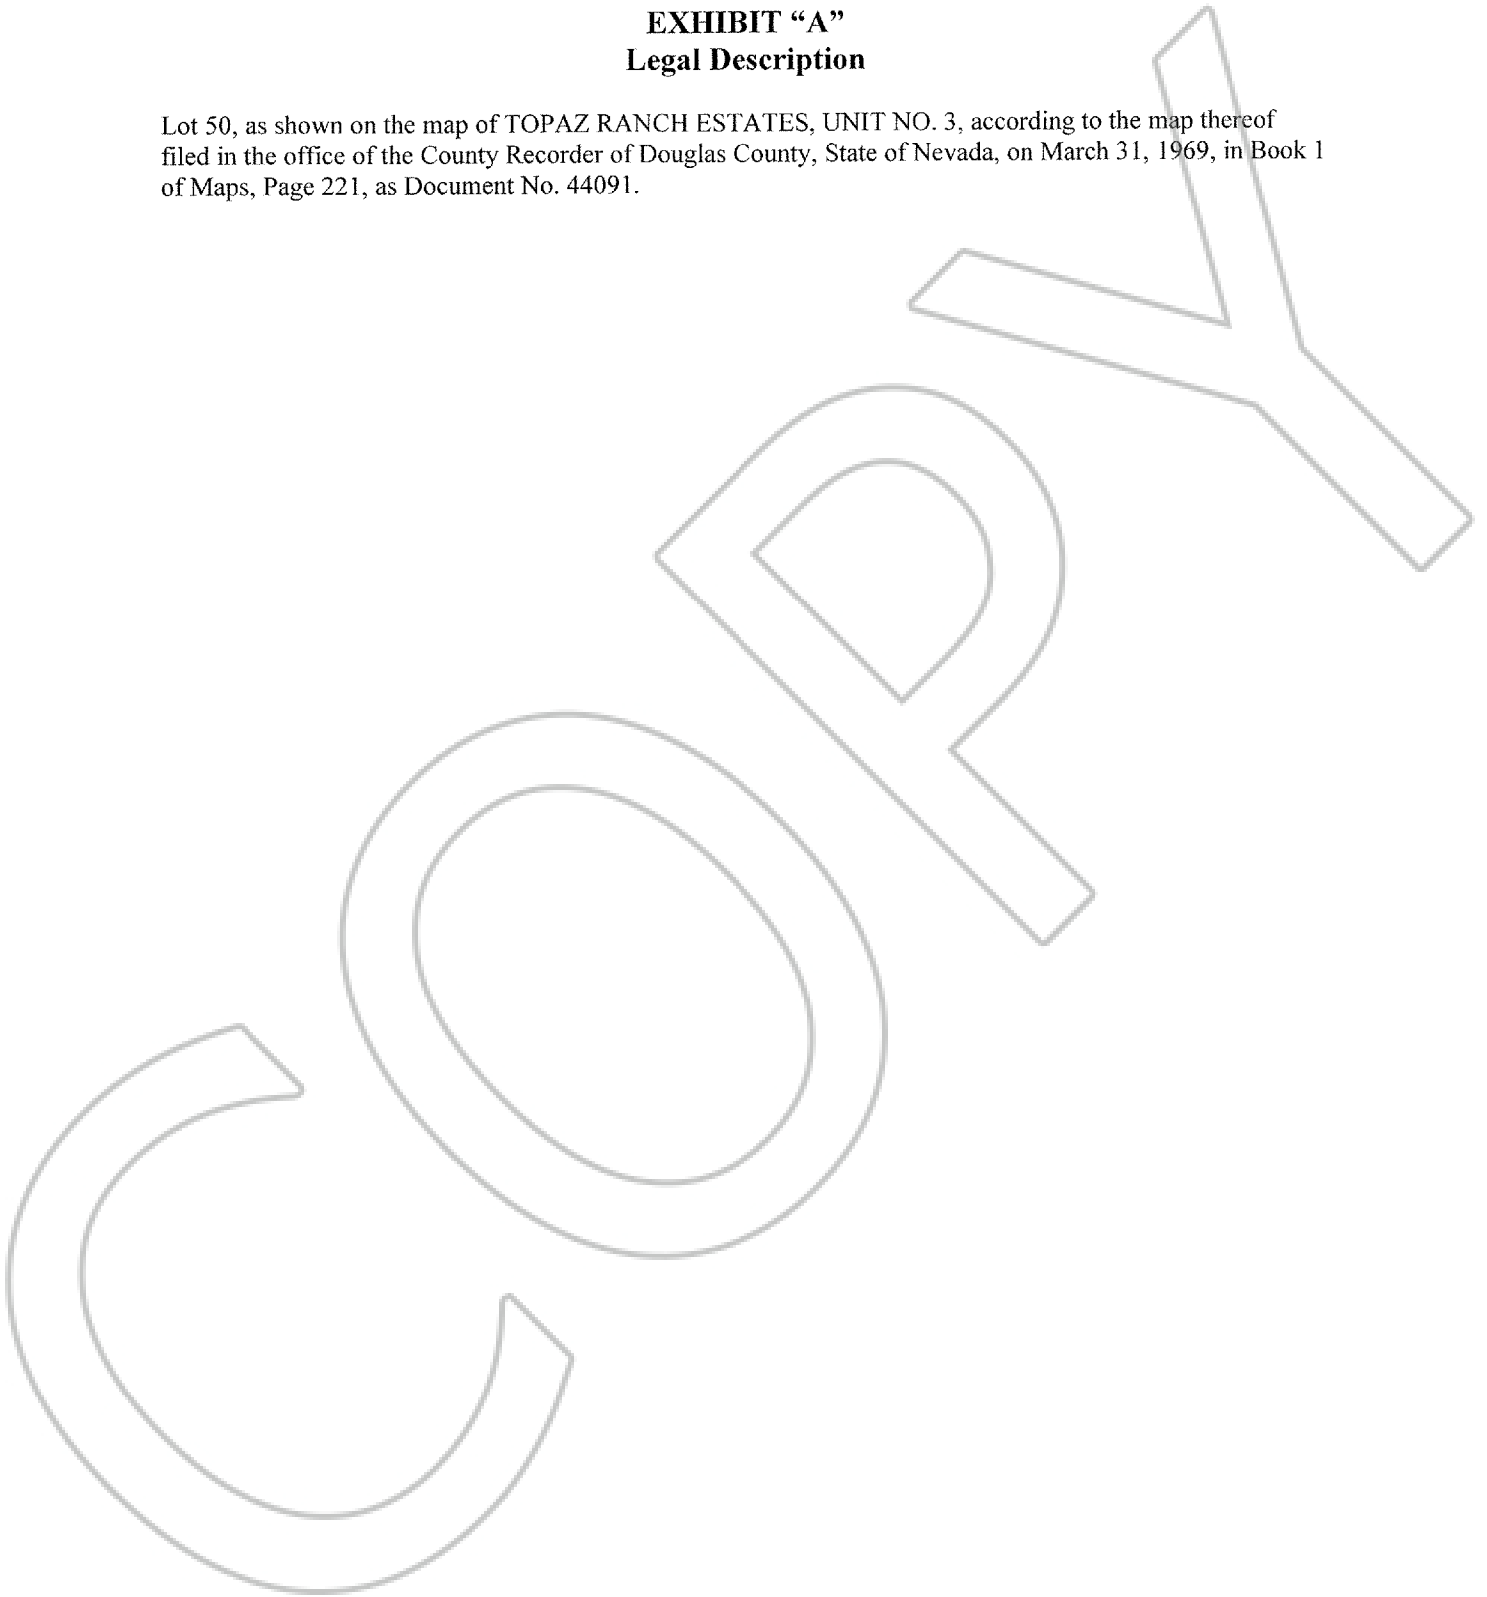 EXHIBIT “A”
Legal Description
Lot 50, as shown on the map of TOPAZ RANCH ESTATES, UNIT NO. 3, according to the map thereof
filed in the office of the County Recorder of Douglas County, State of Nevada, on March 31, 1969, in Book 1
of Maps, Page 221, as Document No. 44091.
COPY